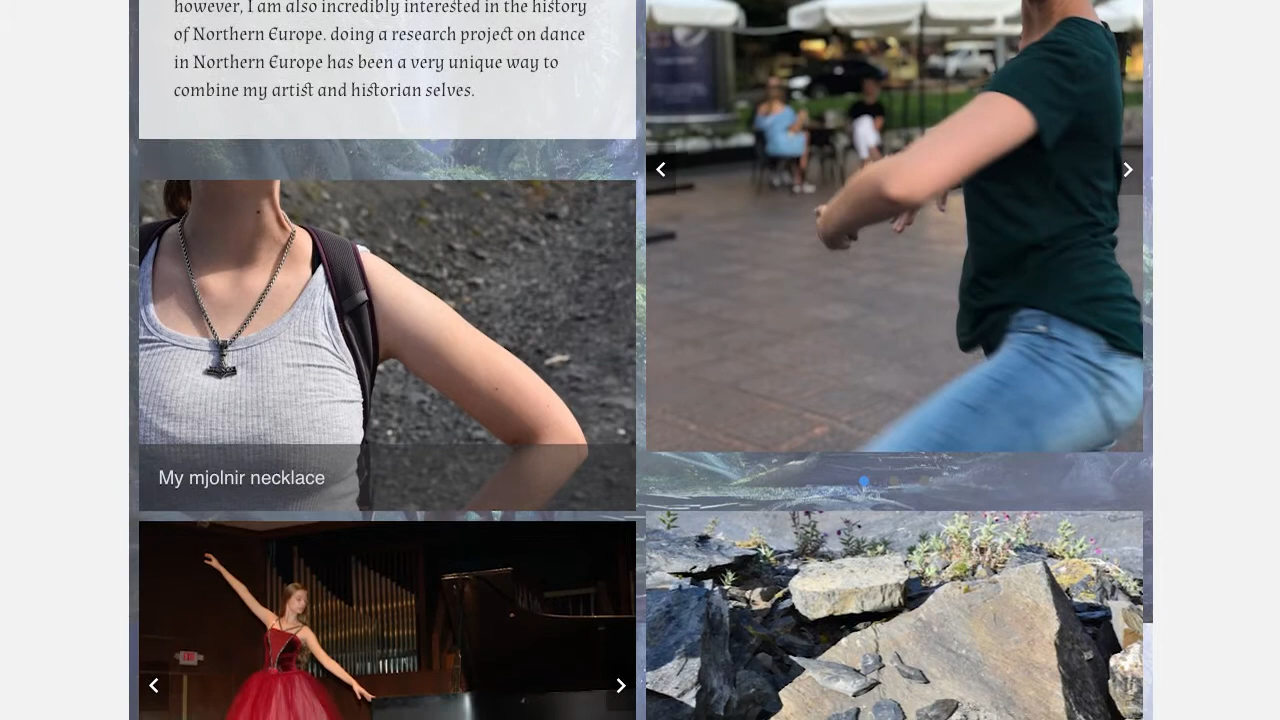 however, I am also incredibly interested in the history
of Northern Europe. doing a research project on dance
in Northern Europe has been a very unique way to
combine my artist and historian selves.
My mjolnir necklace